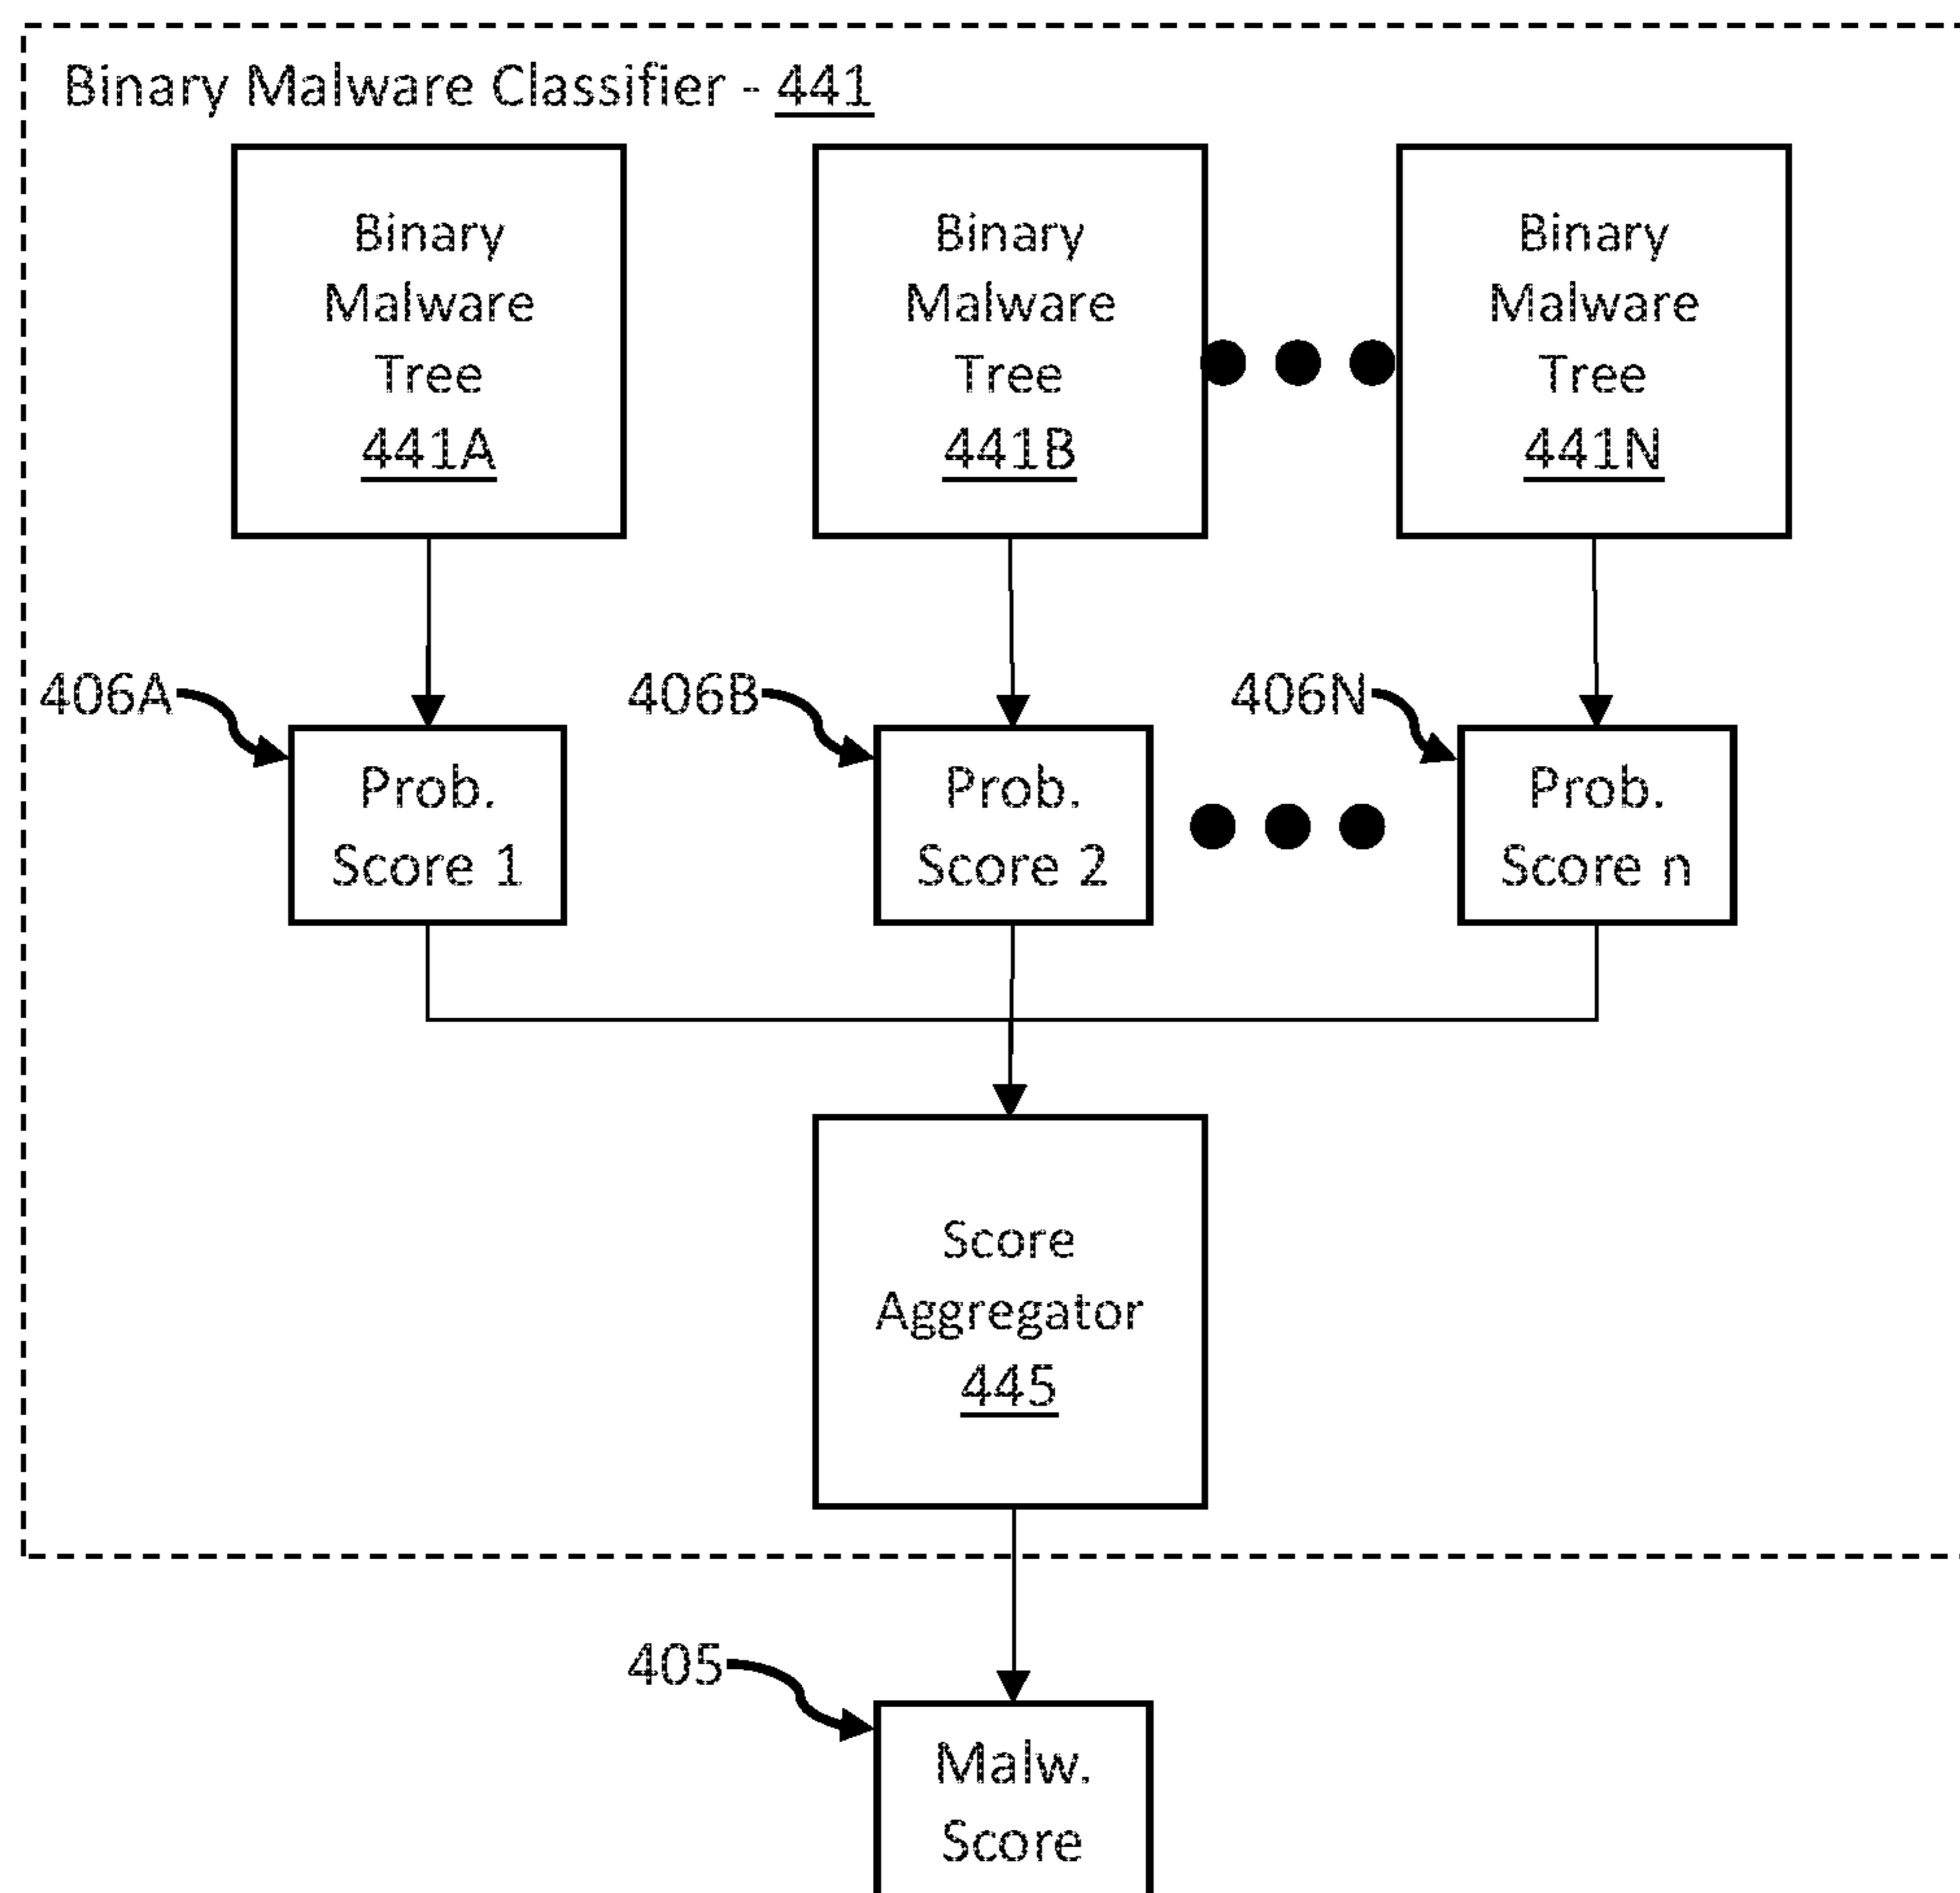 Binary Malware Classifier - 441
Binary
Malware
Tree
441A
Binary
Malware
Tree
441B
Binary
Malware
Tree
441N
406A
Prob.
Score 1
406B
Prob.
Score 2
406N
Prob.
Score n
Score
Aggregator
445
405
Malw.
Score